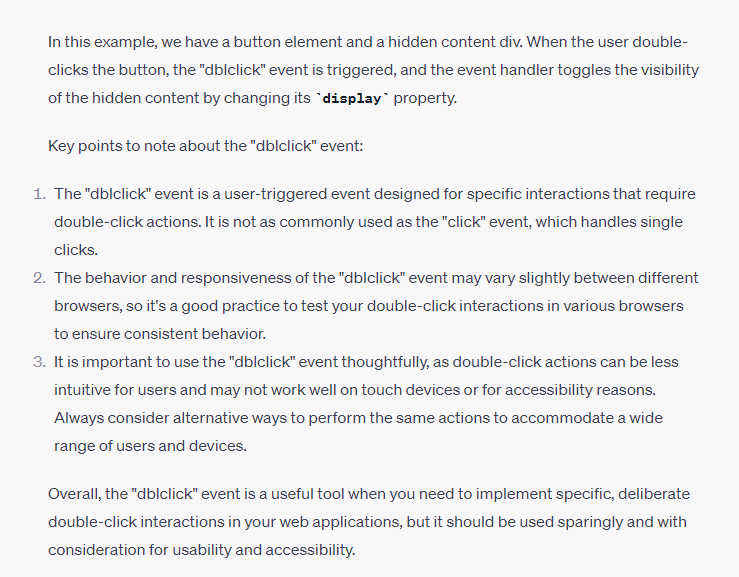 In this example, we have a button element and a hidden content div. When the user double-
clicks the button, the "dblclick" event is triggered, and the event handler toggles the visibility
of the hidden content by changing its `display` property.
Key points to note about the "dblclick" event:
1. The "dblclick" event is a user-triggered event designed for specific interactions that require
double-click actions. It is not as commonly used as the "click" event, which handles single
clicks.
2. The behavior and responsiveness of the "dblclick" event may vary slightly between different
browsers, so it's a good practice to test your double-click interactions in various browsers
to ensure consistent behavior.
3. It is important to use the "dblclick" event thoughtfully, as double-click actions can be less
intuitive for users and may not work well on touch devices or for accessibility reasons.
Always consider alternative ways to perform the same actions to accommodate a wide
range of users and devices.
Overall, the "dblclick" event is a useful tool when you need to implement specific, deliberate
double-click interactions in your web applications, but it should be used sparingly and with
consideration for usability and accessibility.